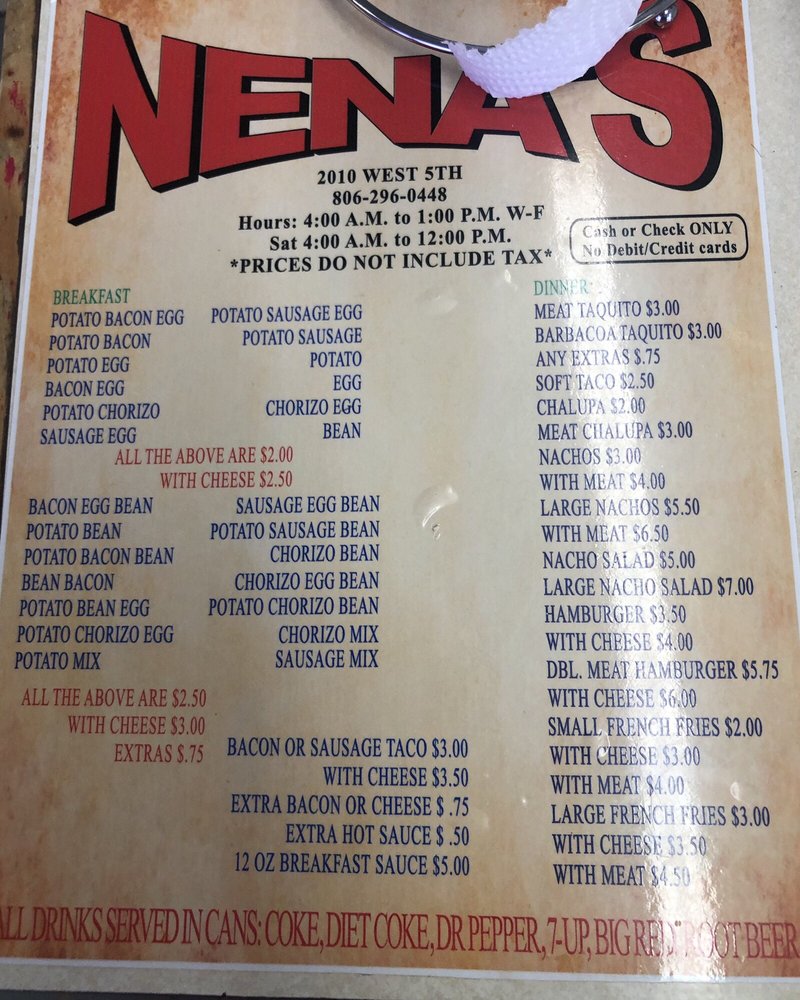 NENA'S
2010 WEST 5TH
806-296-0448
Hours: 4:00 A.M. to 1:00 P.M. W-F
Sat 4:00 A.M. to 12:00 P.M.
*PRICES DO NOT INCLUDE TAX*
Cash or Check ONLY
No Debit/Credit cards
BREAKFAST
POTATO BACON EGG POTATO SAUSAGE EGG
POTATO BACON POTATO SAUSAGE
POTATO EGG POTATO
BACON EGG EGG
POTATO CHORIZO CHORIZO EGG
SAUSAGE EGG BEAN
ALL THE ABOVE ARE $2.00
WITH CHEESE $2.50
BACON EGG BEAN SAUSAGE EGG BEAN
POTATO BEAN POTATO SAUSAGE BEAN
POTATO BACON BEAN CHORIZO BEAN
BEAN BACON CHORIZO EGG BEAN
POTATO BEAN EGG POTATO CHORIZO BEAN
POTATO CHORIZO EGG CHORIZO MIX
POTATO MIX SAUSAGE MIX
ALL THE ABOVE ARE $2.50
WITH CHEESE $3.00
EXTRAS $.75
BACON OR SAUSAGE TACO $3.00
WITH CHEESE $3.50
EXTRA BACON OR CHEESE $ .75
EXTRA HOT SAUCE $ .50
12 OZ BREAKFAST SAUCE $5.00
DINNER
MEAT TAQUITO $3.00
BARBACOA TAQUITO $3.00
ANY EXTRAS $.75
SOFT TACO $2.50
CHALUPA $2.00
MEAT CHALUPA $3.00
NACHOS $3.00
WITH MEAT $4.00
LARGE NACHOS $5.50
WITH MEAT $6.50
NACHO SALAD $5.00
LARGE NACHO SALAD $7.00
HAMBURGER $3.50
WITH CHEESE $4.00
DBL. MEAT HAMBURGER $5.75
WITH CHEESE $6.00
SMALL FRENCH FRIES $2.00
WITH CHEESE $3.00
WITH MEAT $4.00
LARGE FRENCH FRIES $3.00
WITH CHEESE $3.50
WITH MEAT $4.50
ALL DRINKS SERVED IN CANS: COKE, DIET COKE, DR PEPPER, 7-UP, BIG RED, ROOT BEER